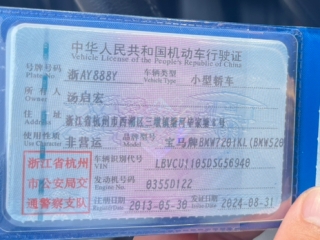 中华人民共和国机动车行驶证
Vehicle License of the People's Republic of China
号牌号码 浙AY888Y 车辆类型 小型轿车
Plate No. Vehicle Type
所有人 汤启宏
Owner
住址 浙江省杭州市西湖区三墩镇
Address
使用性质 非营运 品牌型号 宝马牌BMW7201KL(BMW520
Use Character Model
浙江省杭州 车辆识别代号 LBVCU1105DSG56940
VIN
市公安局交 发动机号码 03550122
Engine No.
通警察支队 注册日期 2013-05-30 发证日期 2024-08-31
Register Date Issue Date